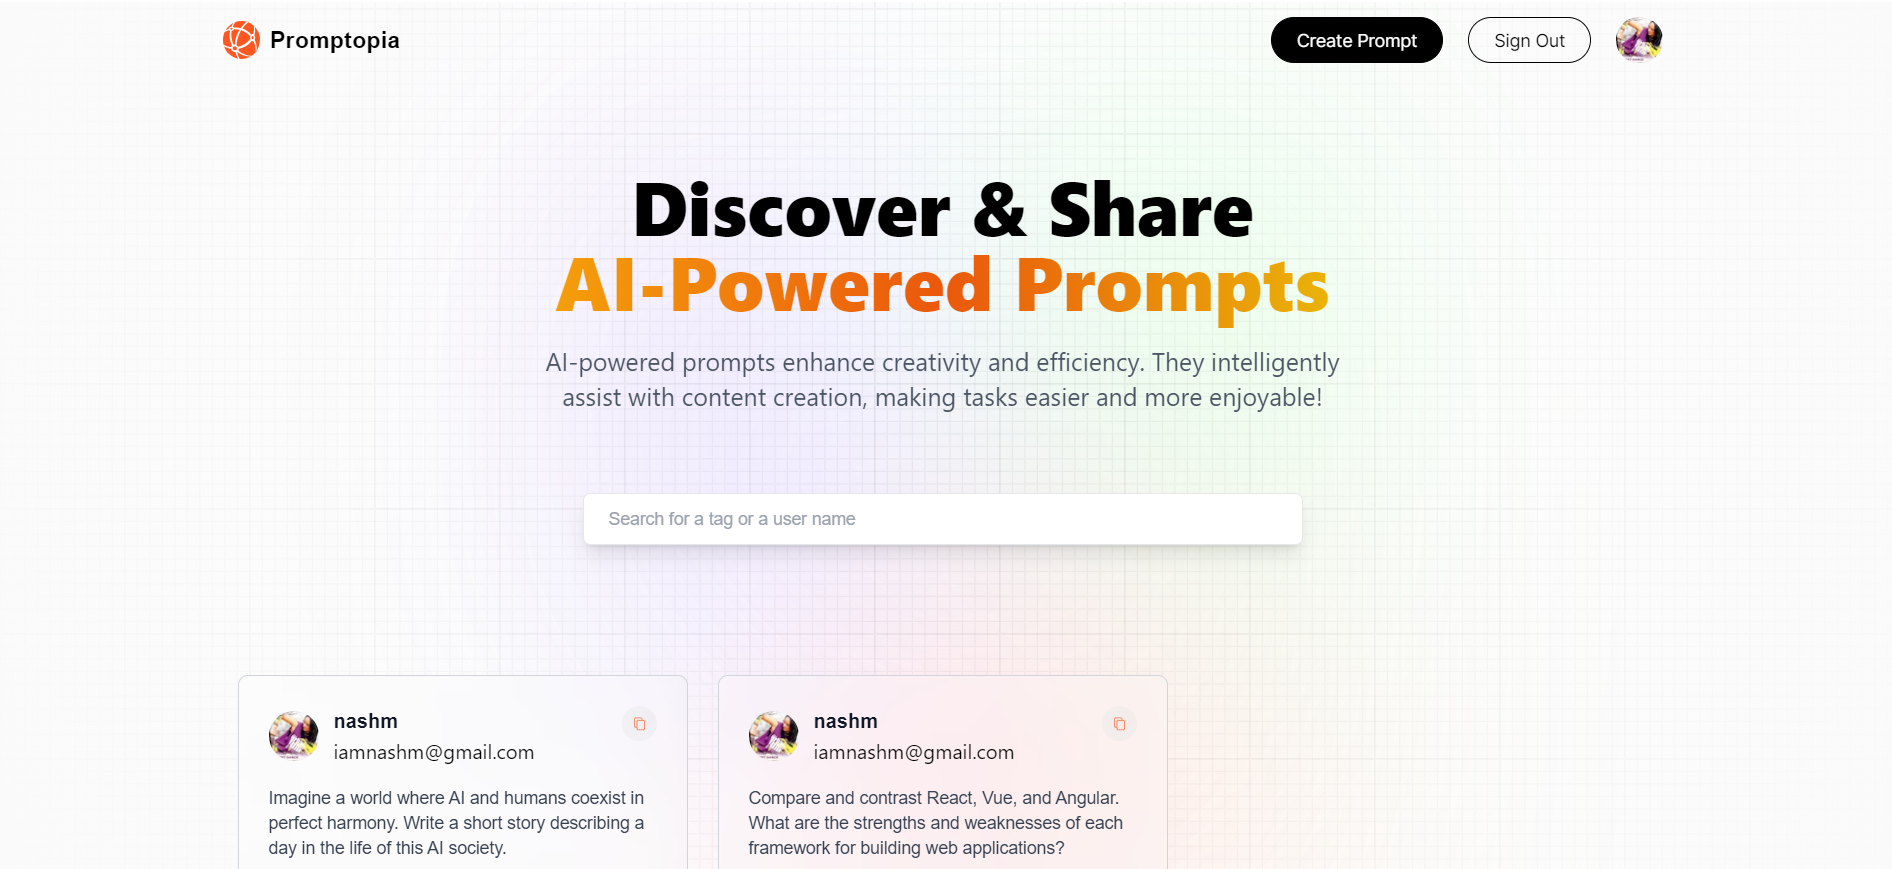 Promptopia
Create Prompt
Sign Out
Discover & Share
AI-Powered Prompts
AI-powered prompts enhance creativity and efficiency. They intelligently
assist with content creation, making tasks easier and more enjoyable!
Search for a tag or a user name
nashm
iamnashm@gmail.com
Imagine a world where AI and humans coexist in
perfect harmony. Write a short story describing a
day in the life of this AI society.
nashm
iamnashm@gmail.com
Compare and contrast React, Vue, and Angular.
What are the strengths and weaknesses of each
framework for building web applications?